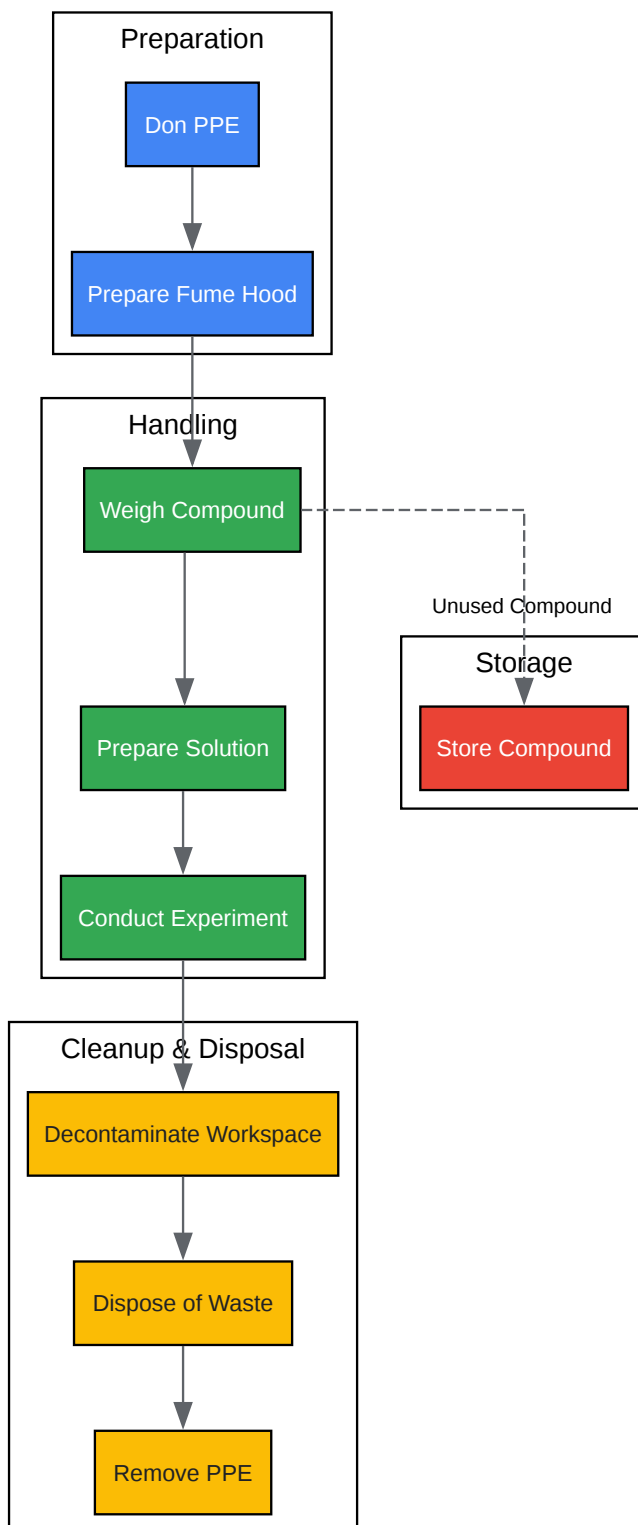 Preparation
Don PPE
Prepare Fume Hood
Handling
Weigh Compound
Unused Compound
Storage
Prepare Solution
Store Compound
Conduct Experiment
Cleanup & Disposal
Decontaminate Workspace
Dispose of Waste
Remove PPE